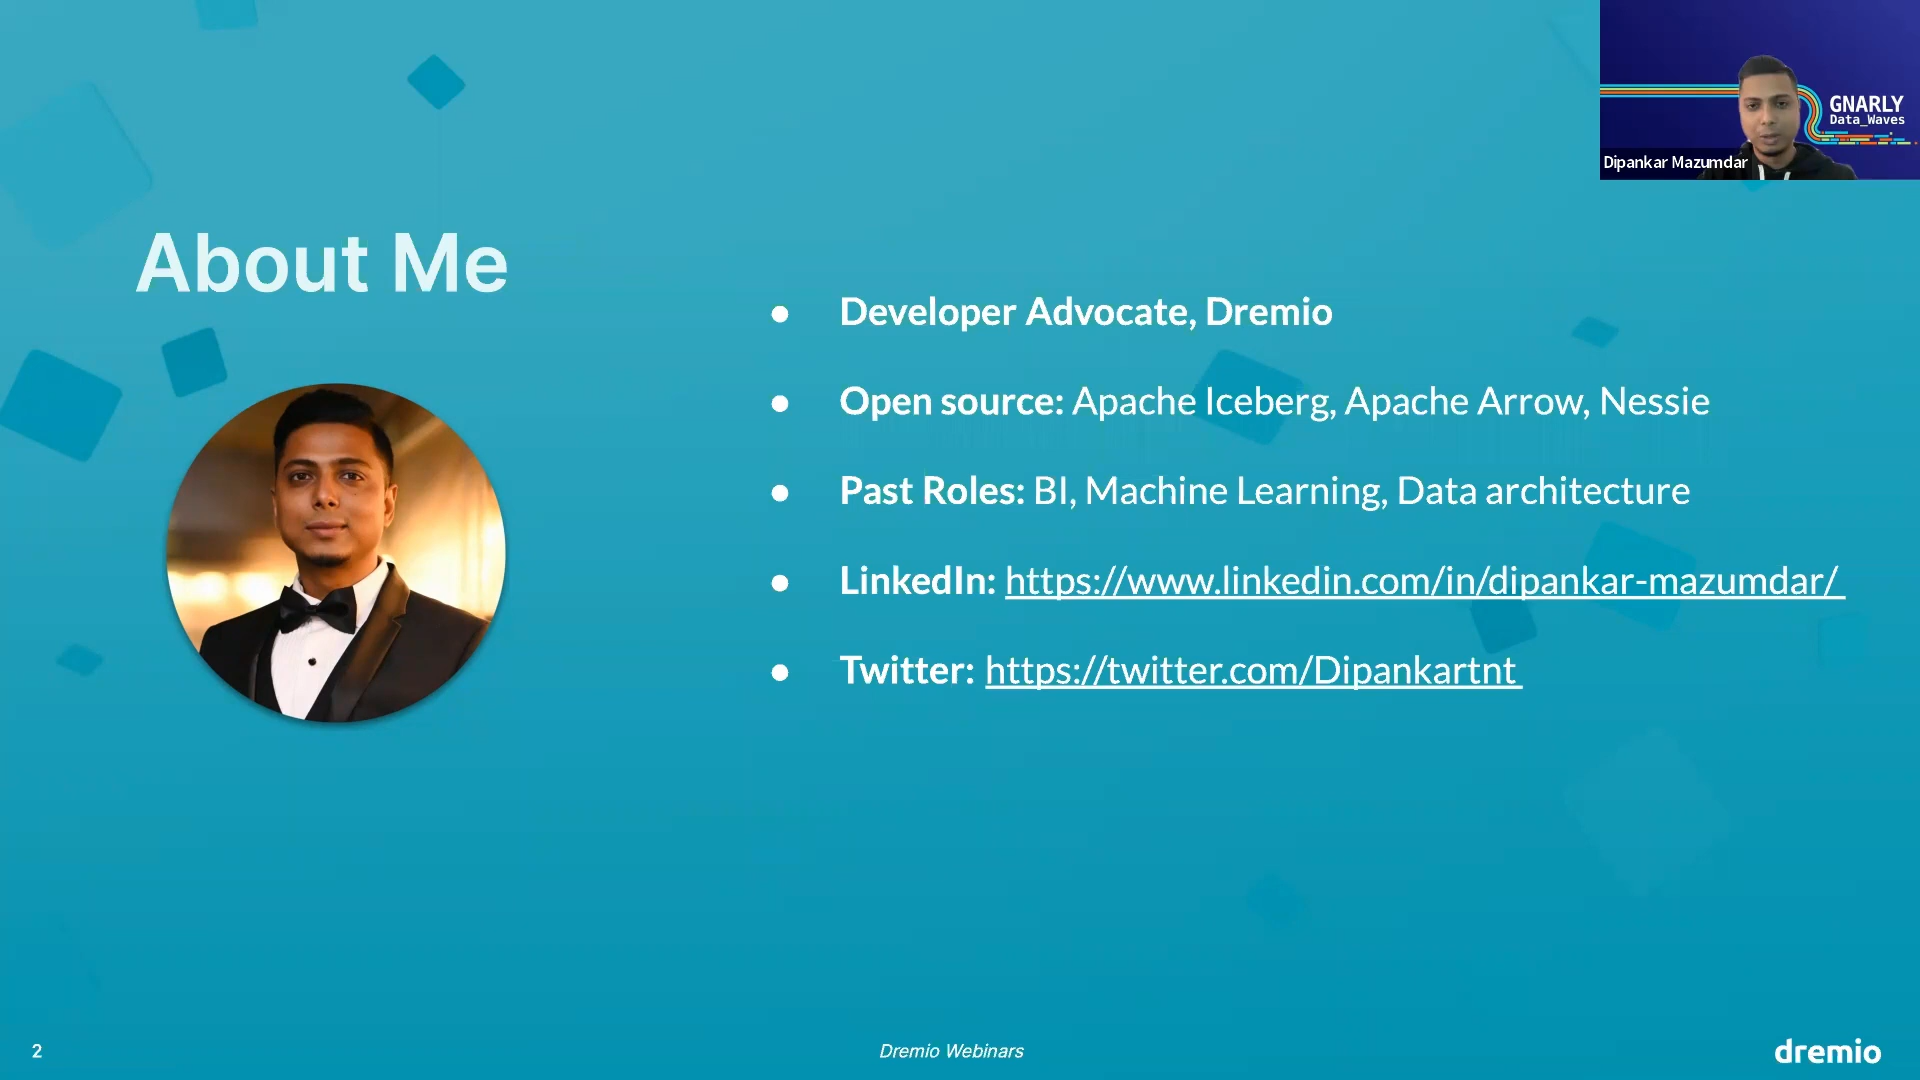 GNARLY
Data_Waves
Dipankar Mazumdar
About Me
● Developer Advocate, Dremio
● Open source: Apache Iceberg, Apache Arrow, Nessie
● Past Roles: BI, Machine Learning, Data architecture
● LinkedIn: https://www.linkedin.com/in/dipankar-mazumdar/
● Twitter: https://twitter.com/Dipankartnt
2
Dremio Webinars
dremio